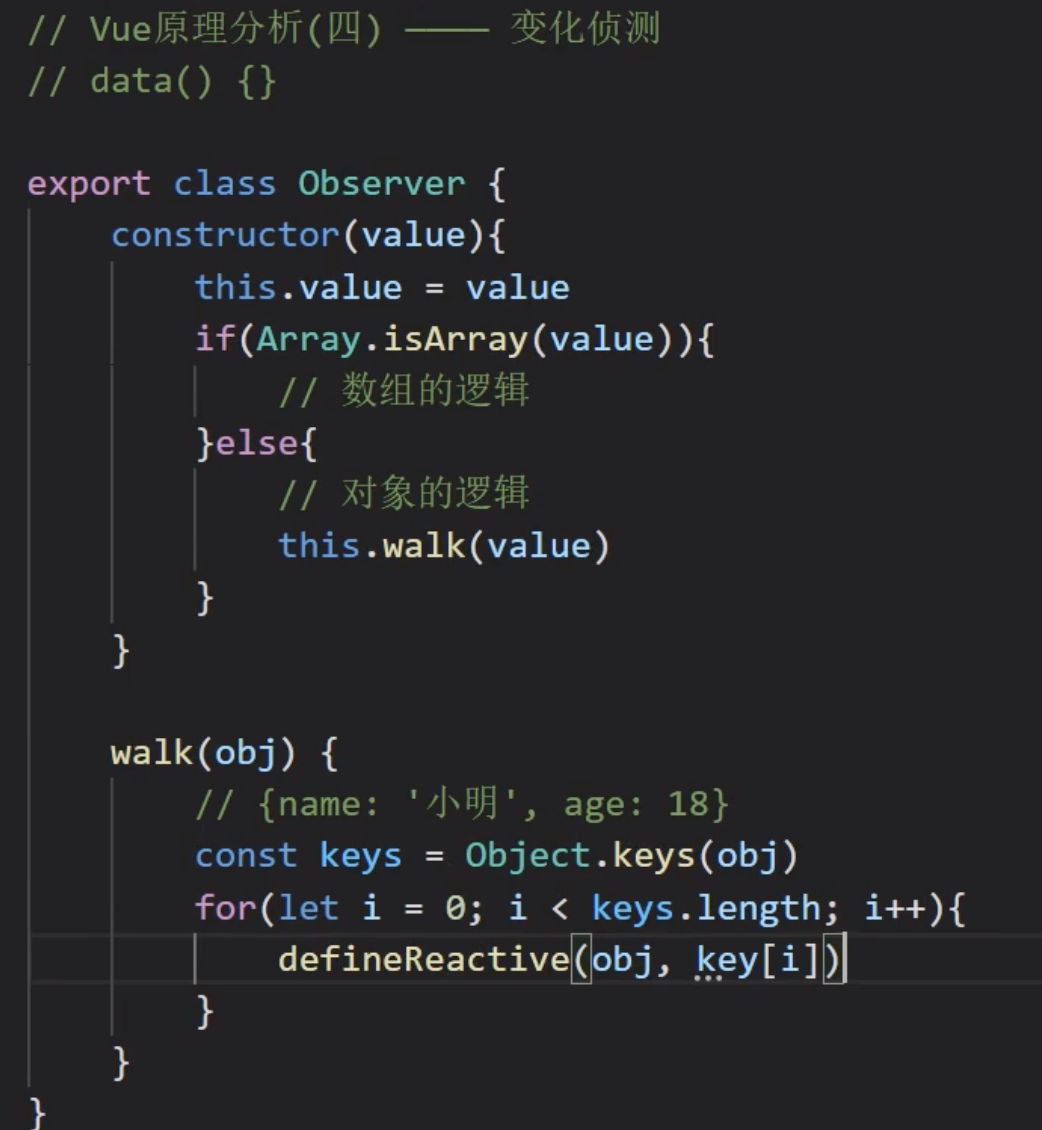 // Vue原理分析(四) ———— 变化侦测
// data() {}
export class Observer {
constructor(value){
this.value = value
if(Array.isArray(value)){
// 数组的逻辑
}else{
// 对象的逻辑
this.walk(value)
}
}
walk(obj) {
// {name: '小明', age: 18}
const keys = Object.keys(obj)
for(let i = 0; i < keys.length; i++){
defineReactive(obj, key[i])
}
}
}